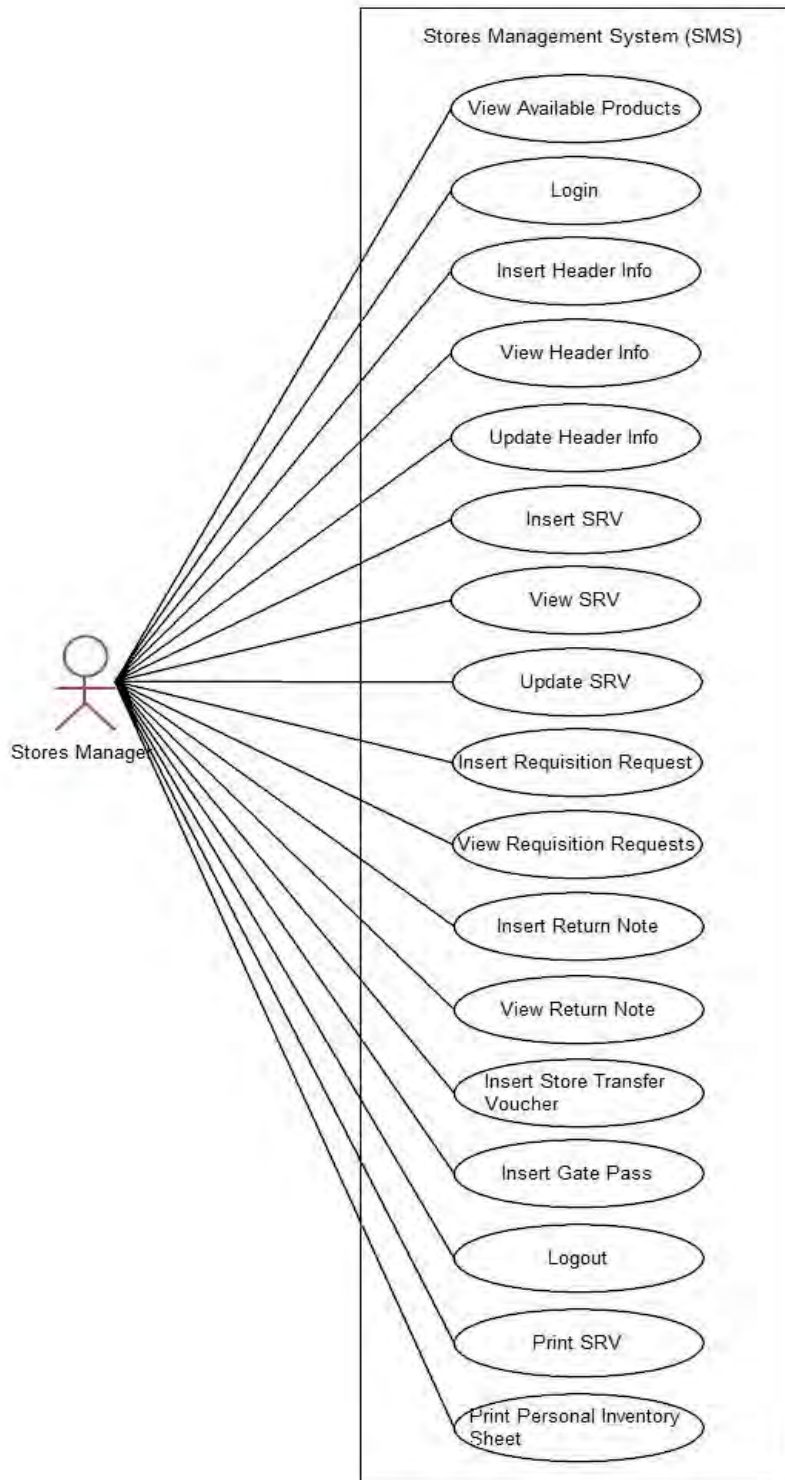 Stores Management System (SMS)
View Available Products
Login
Insert Header Info
View Header Info
Update Header Info
Insert SRV
View SRV
Update SRV
Stores Manager
Insert Requisition Request
View Requisition Requests
Insert Return Note
View Return Note
Insert Store Transfer
Voucher
Insert Gate Pass
Logout
Print SRV
Print Personal Inventory
Sheet